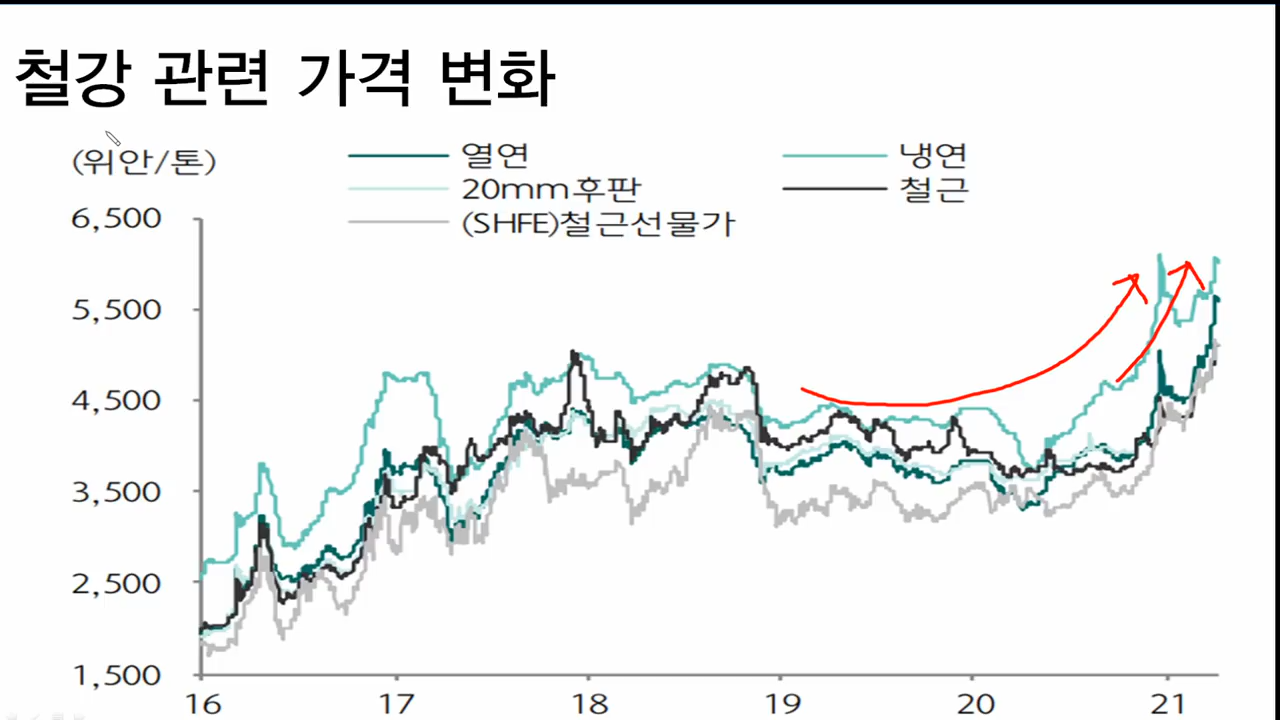 철강 관련 가격 변화
(위안/톤)
열연 냉연
20mm후판 철근
(SHFE)철근선물가
6,500
5,500
4,500
3,500
2,500
1,500
16 17 18 19 20 21